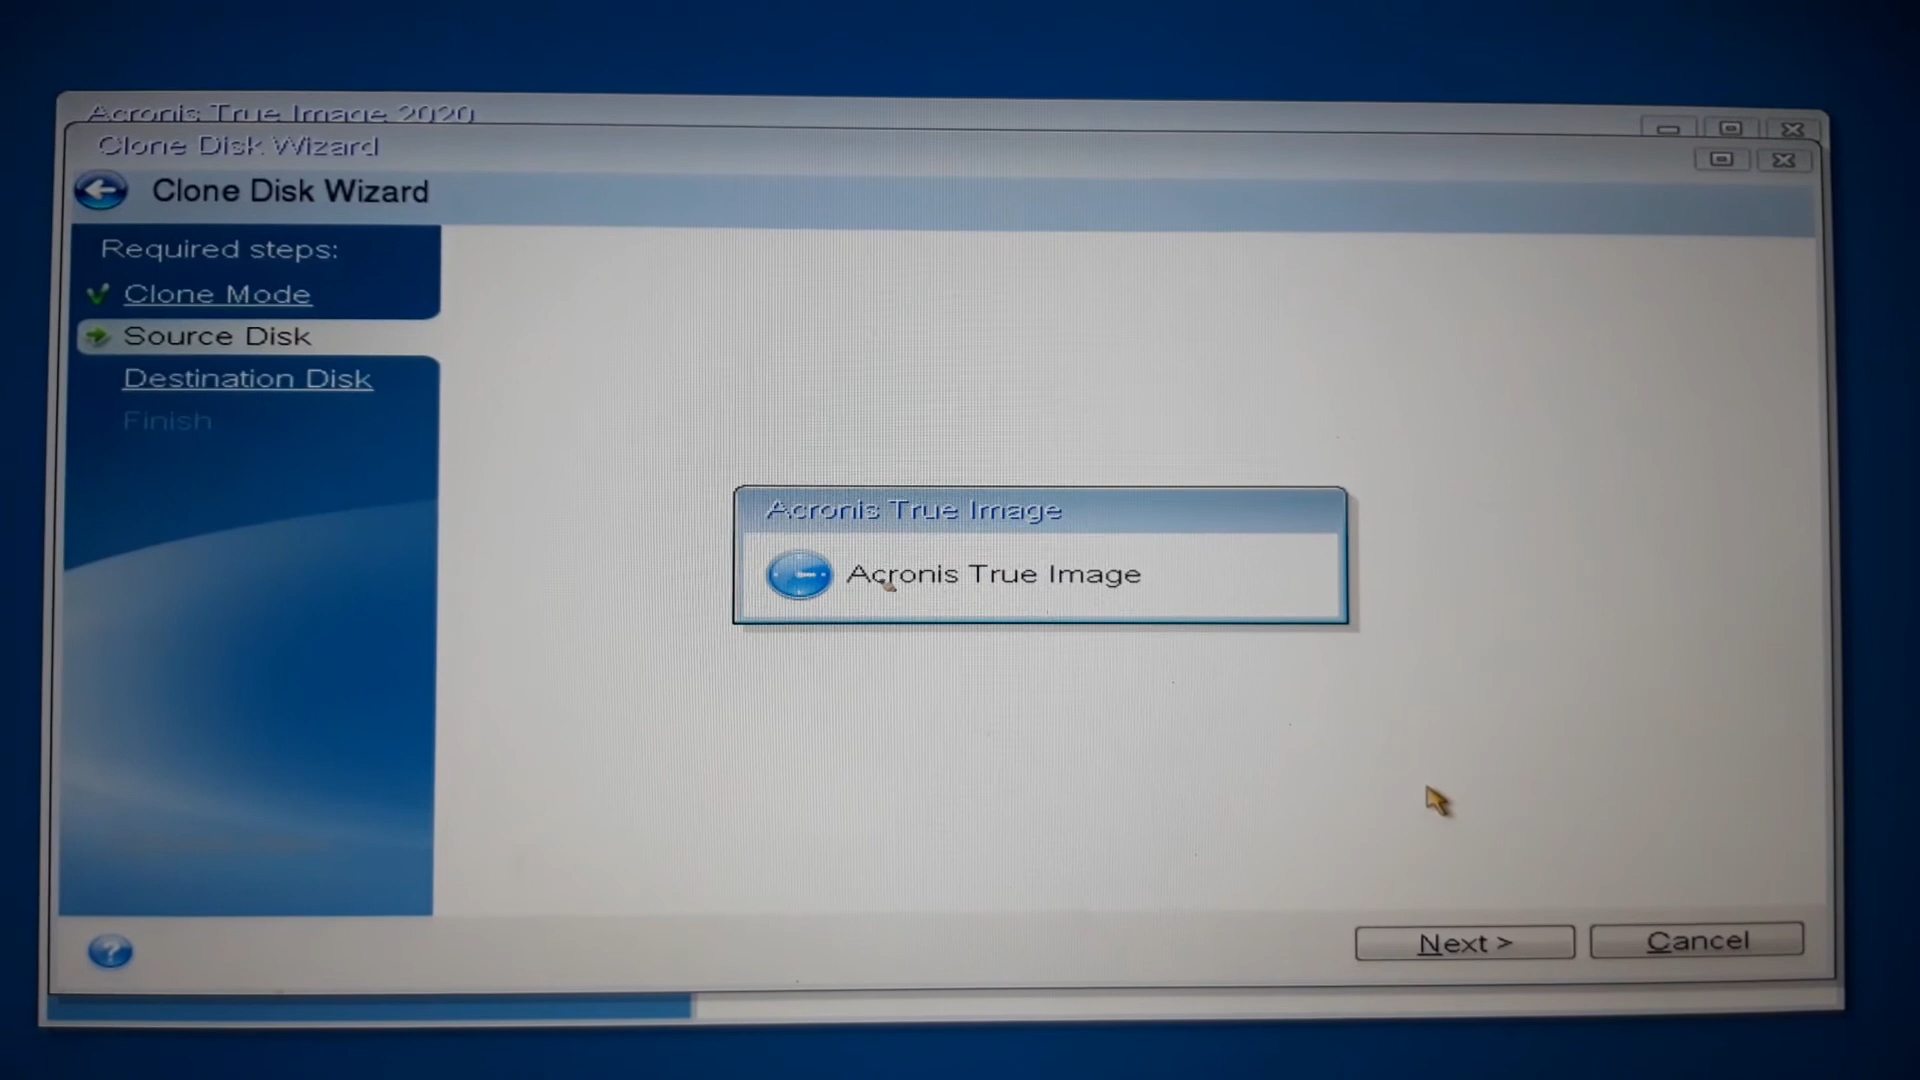 Acronis True Image 2020
Clone Disk Wizard
Clone Disk Wizard
Required steps:
Clone Mode
Source Disk
Destination Disk
Finish
Acronis True Image
Acronis True Image
?
Next >
Cancel